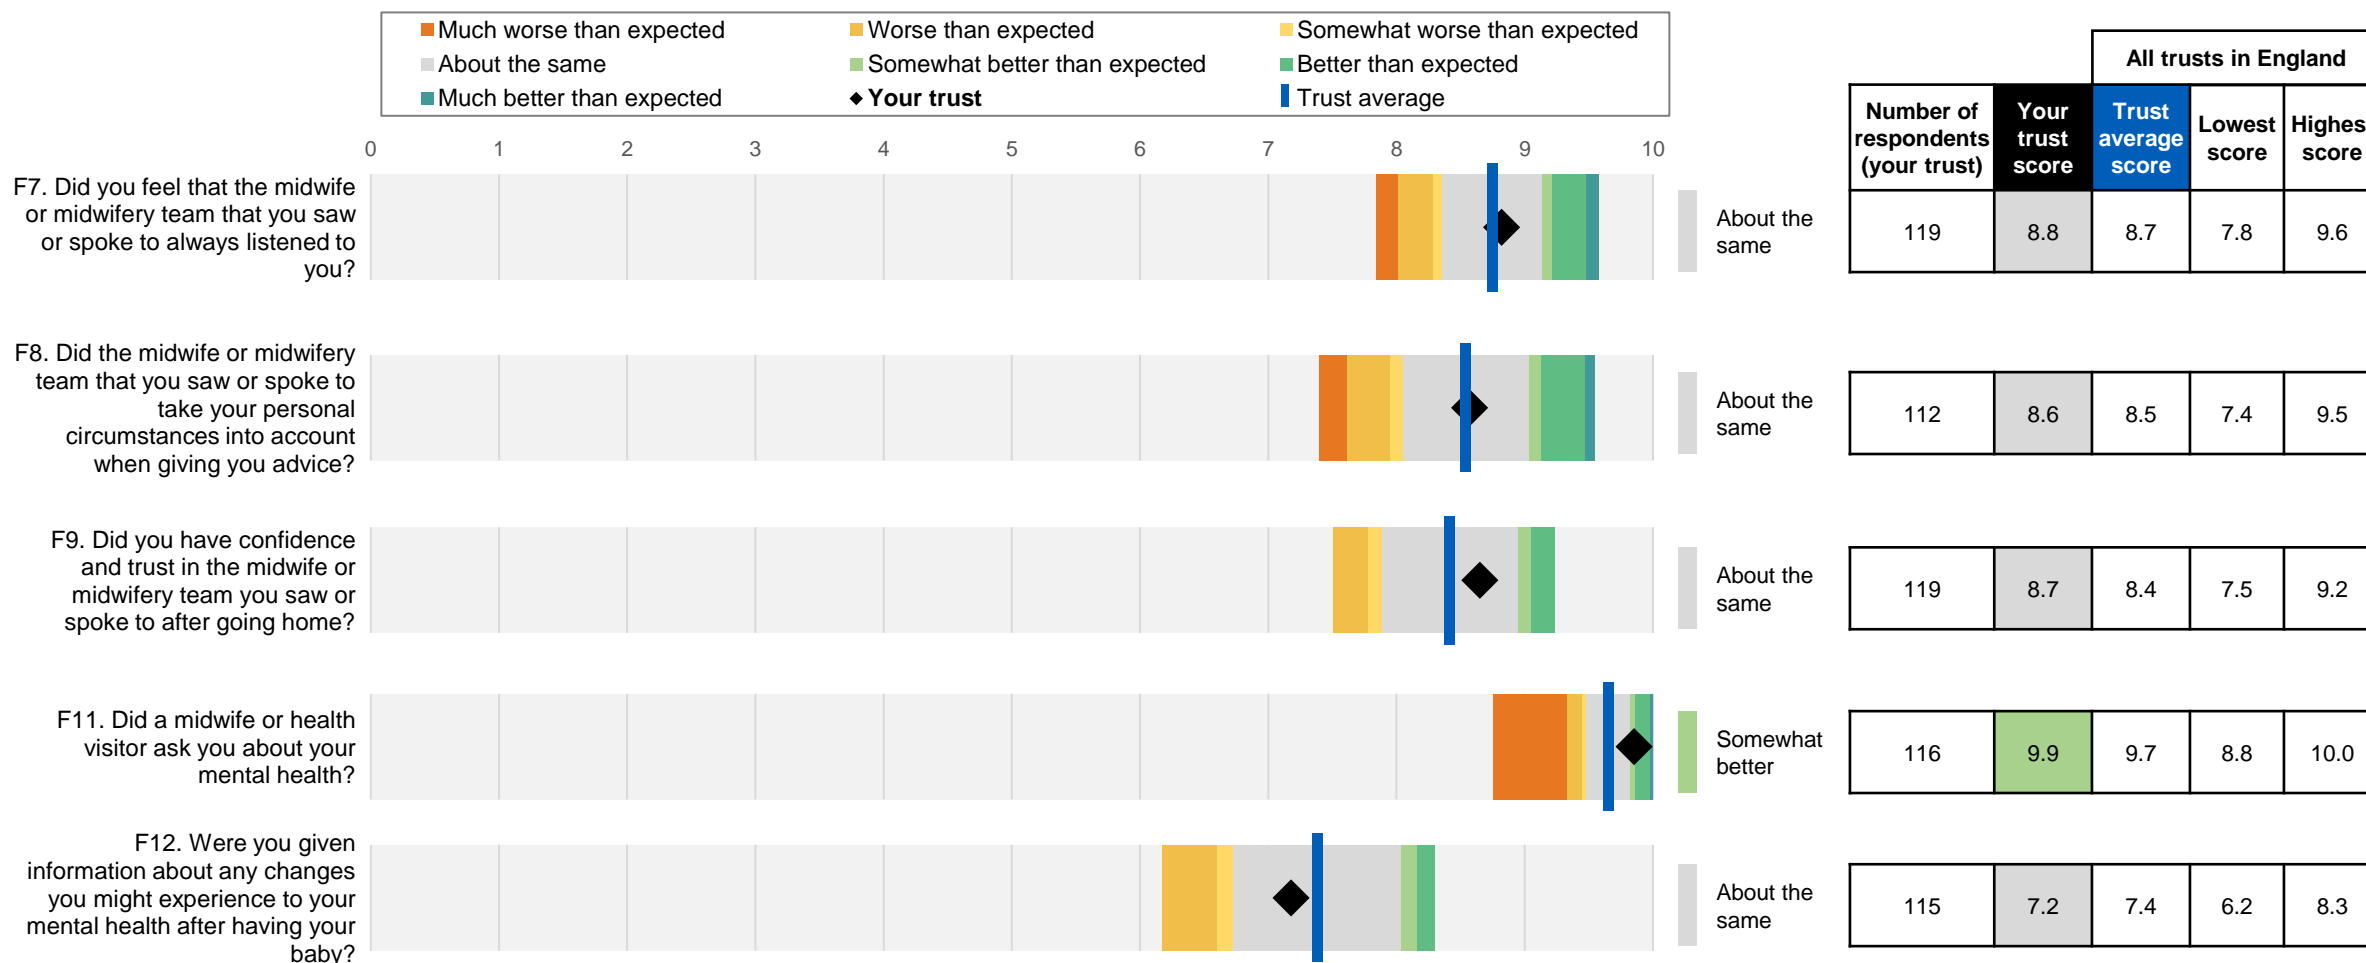 Much worse than expected
Worse than expected
Somewhat worse than expected
About the same
Somewhat better than expected
Better than expected
Much better than expected
Your trust
Trust average
All trusts in England
Number of
respondents
(your trust)
Your
trust
score
Trust
average
score
Lowest
score
Highes
score
0 1 2 3 4 5 6 7 8 9 10
F7. Did you feel that the midwife
or midwifery team that you saw
or spoke to always listened to
you?
About the
same
119 8.8 8.7 7.8 9.6
F8. Did the midwife or midwifery
team that you saw or spoke to
take your personal
circumstances into account
when giving you advice?
About the
same
112 8.6 8.5 7.4 9.5
F9. Did you have confidence
and trust in the midwife or
midwifery team you saw or
spoke to after going home?
About the
same
119 8.7 8.4 7.5 9.2
F11. Did a midwife or health
visitor ask you about your
mental health?
Somewhat
better
116 9.9 9.7 8.8 10.0
F12. Were you given
information about any changes
you might experience to your
mental health after having your
baby?
About the
same
115 7.2 7.4 6.2 8.3